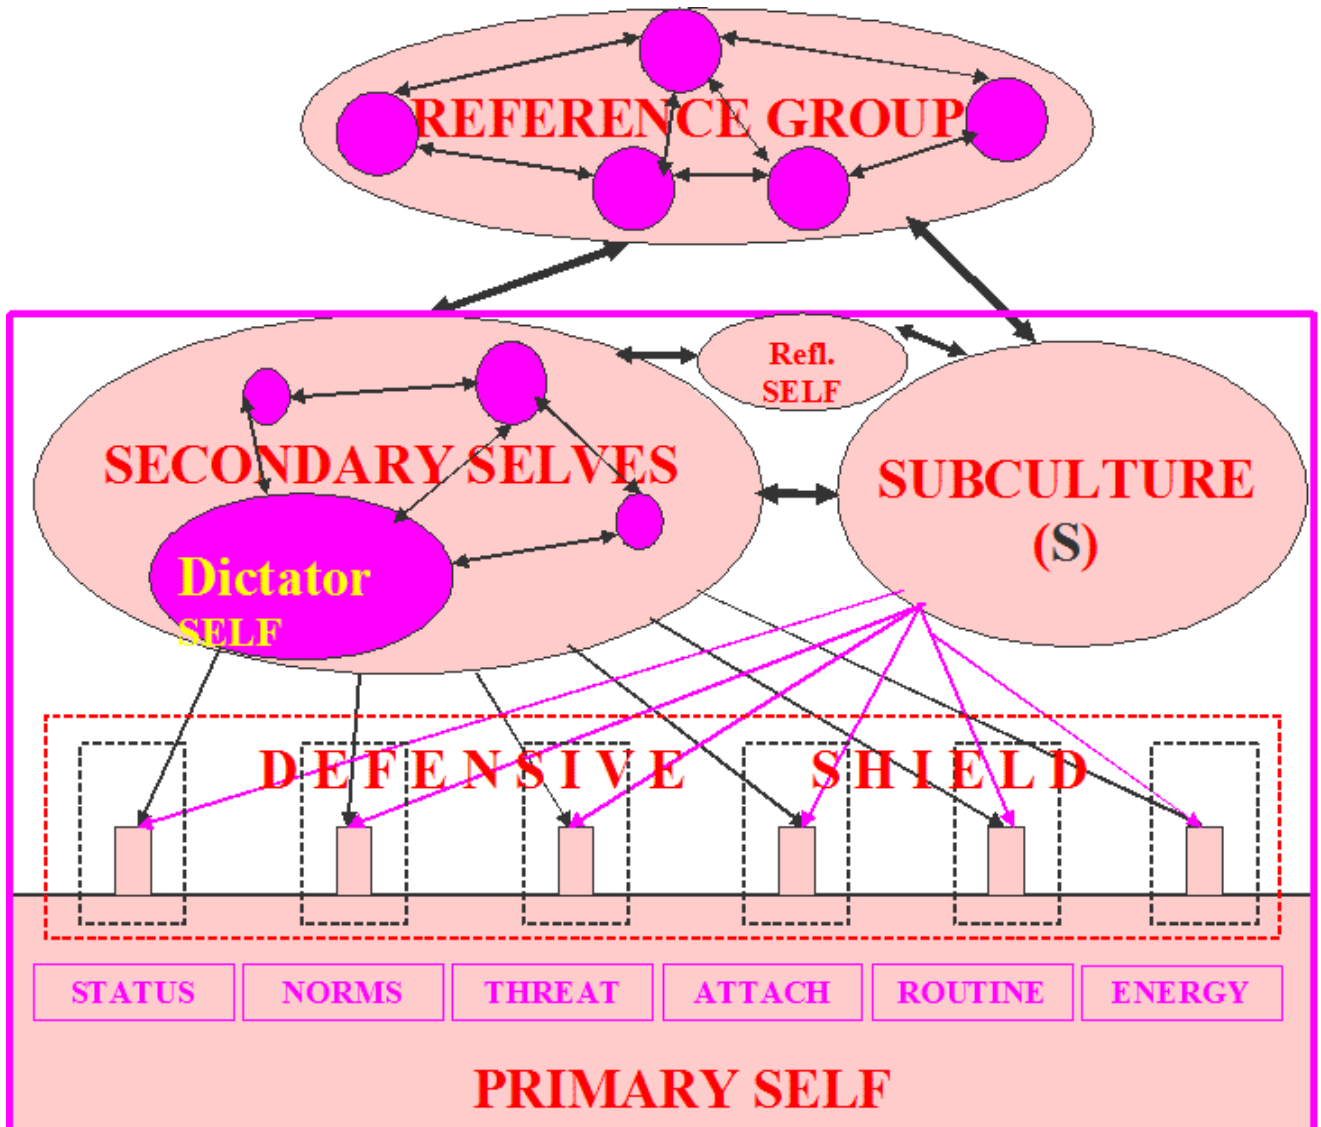 REFERENCE GROUP
Refl.
SELF
SECONDARY SELVES
SUBCULTURE
(S)
Dictator
SELF
DEFENSIVE SHIELD
STATUS
NORMS
THREAT
ATTACH
ROUTINE
ENERGY
PRIMARY SELF